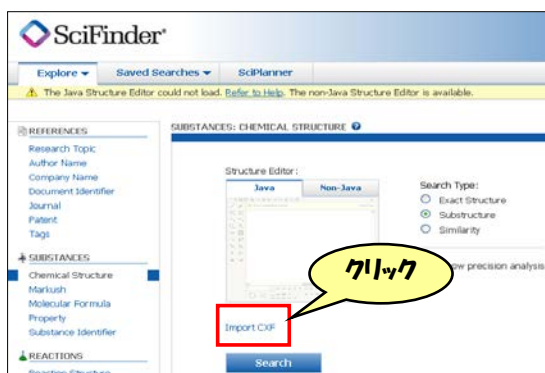 SciFinder®
Explore ▼ Saved Searches ▼ SciPlanner
The Java Structure Editor could not load. Refer to Help. The non-Java Structure Editor is available.
REFERENCES
Research Topic
Author Name
Company Name
Document Identifier
Journal
Patent
Tags
SUBSTANCES
Chemical Structure
Markush
Molecular Formula
Property
Substance Identifier
REACTIONS
Reaction Structure
SUBSTANCES: CHEMICAL STRUCTURE
Structure Editor:
Java Non-Java
Import CXF
Search
Search Type:
Exact Structure
Substructure
Similarity
ow precision analysis
クリック